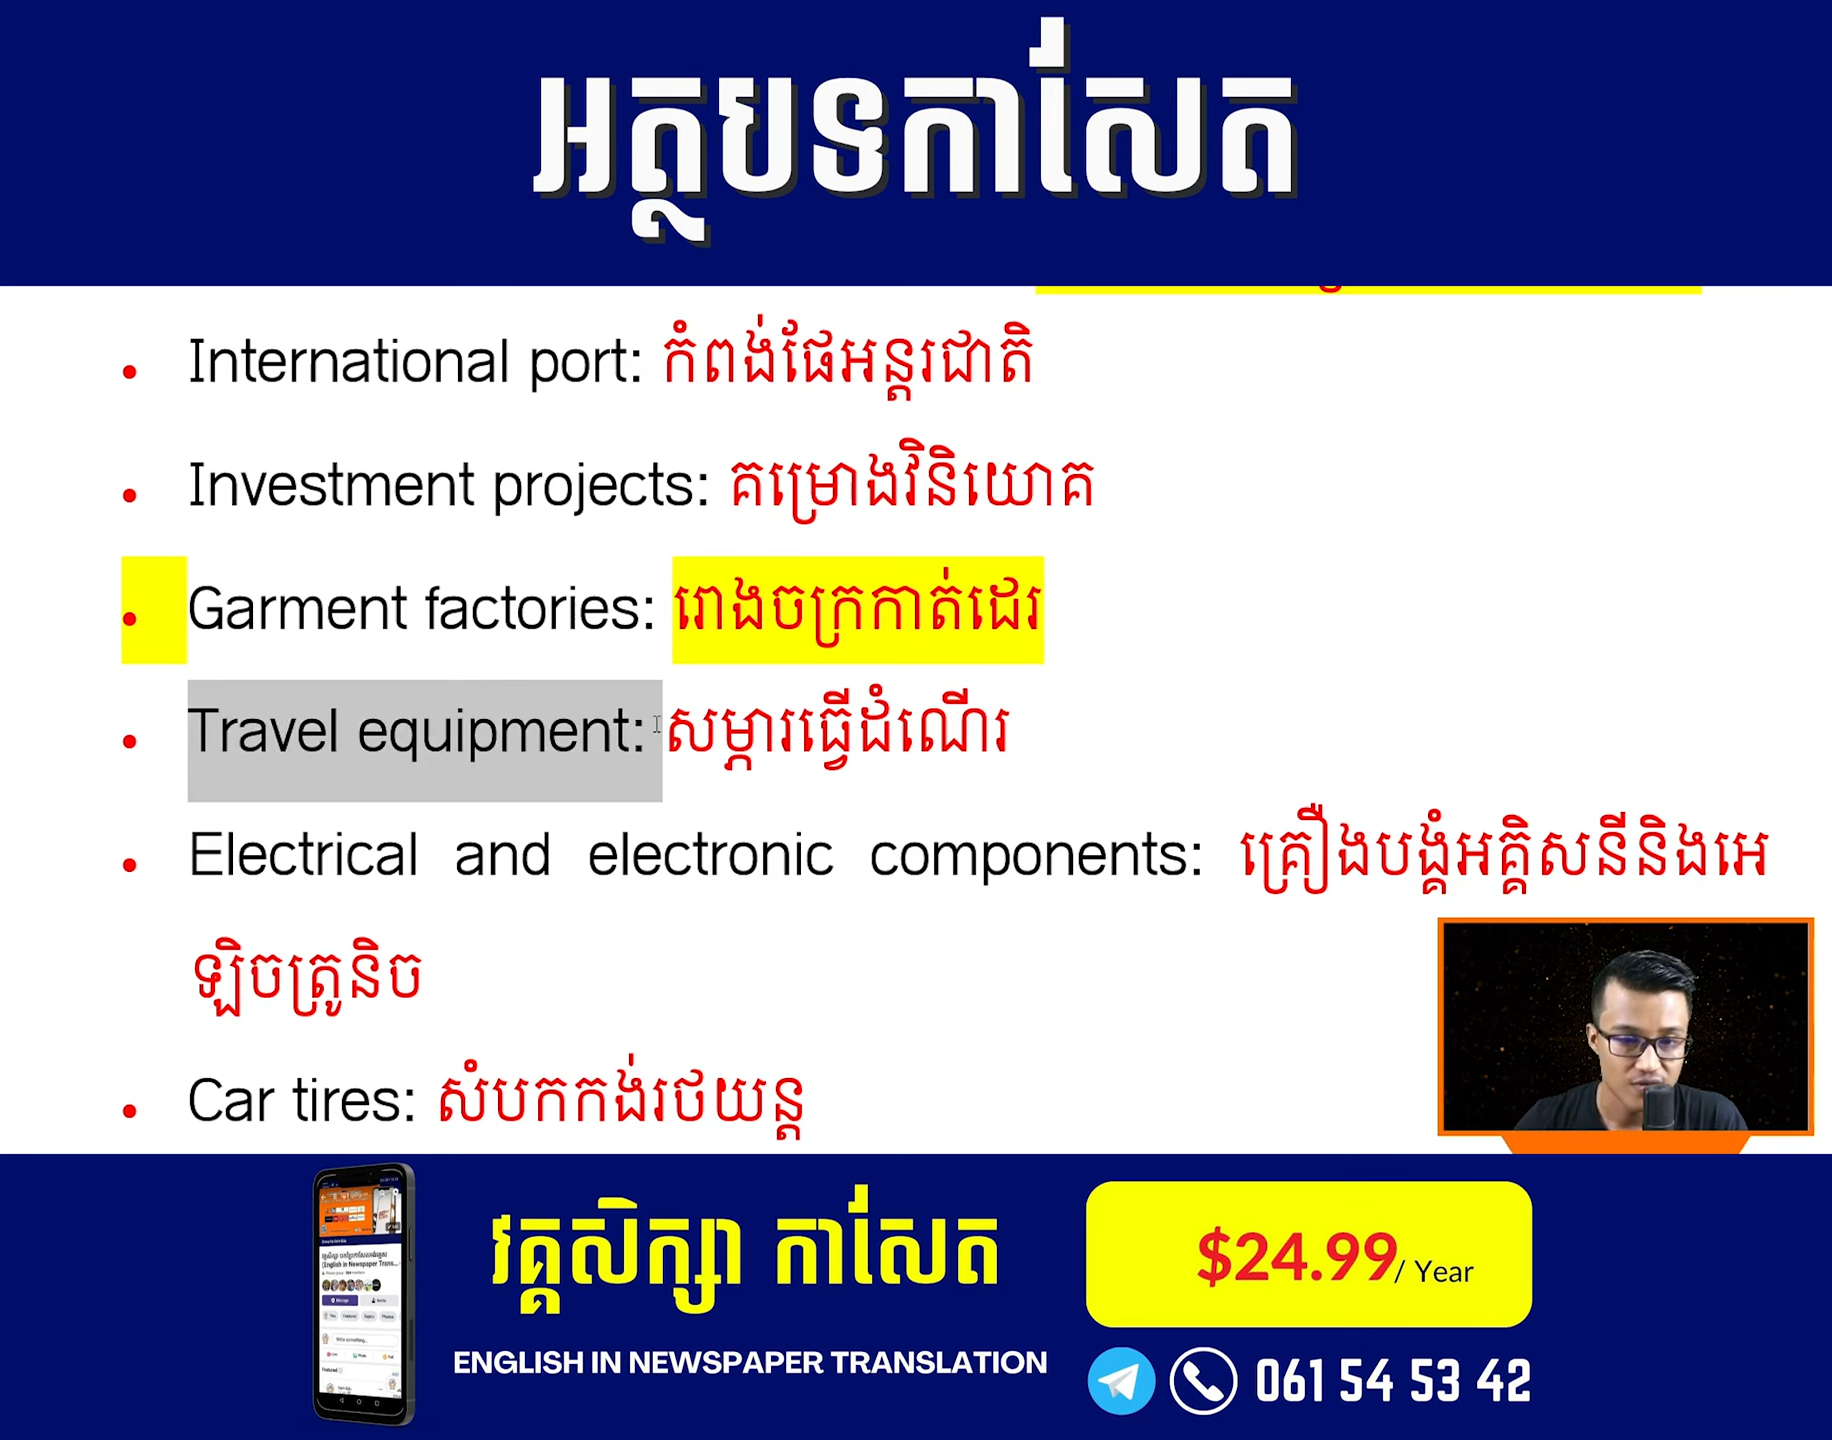 អត្ថបទកាសែត
• International port: កំពង់ផែអន្តរជាតិ
• Investment projects: គម្រោងវិនិយោគ
• Garment factories: រោងចក្រកាត់ដេរ
• Travel equipment: សម្ភារធ្វើដំណើរ
• Electrical and electronic components: គ្រឿងបង្គំអគ្គិសនីនិងអេ
ឡិចត្រូនិច
• Car tires: សំបកកង់រថយន្ត
វគ្គសិក្សា កាសែត
ENGLISH IN NEWSPAPER TRANSLATION
$24.99/ Year
061 54 53 42